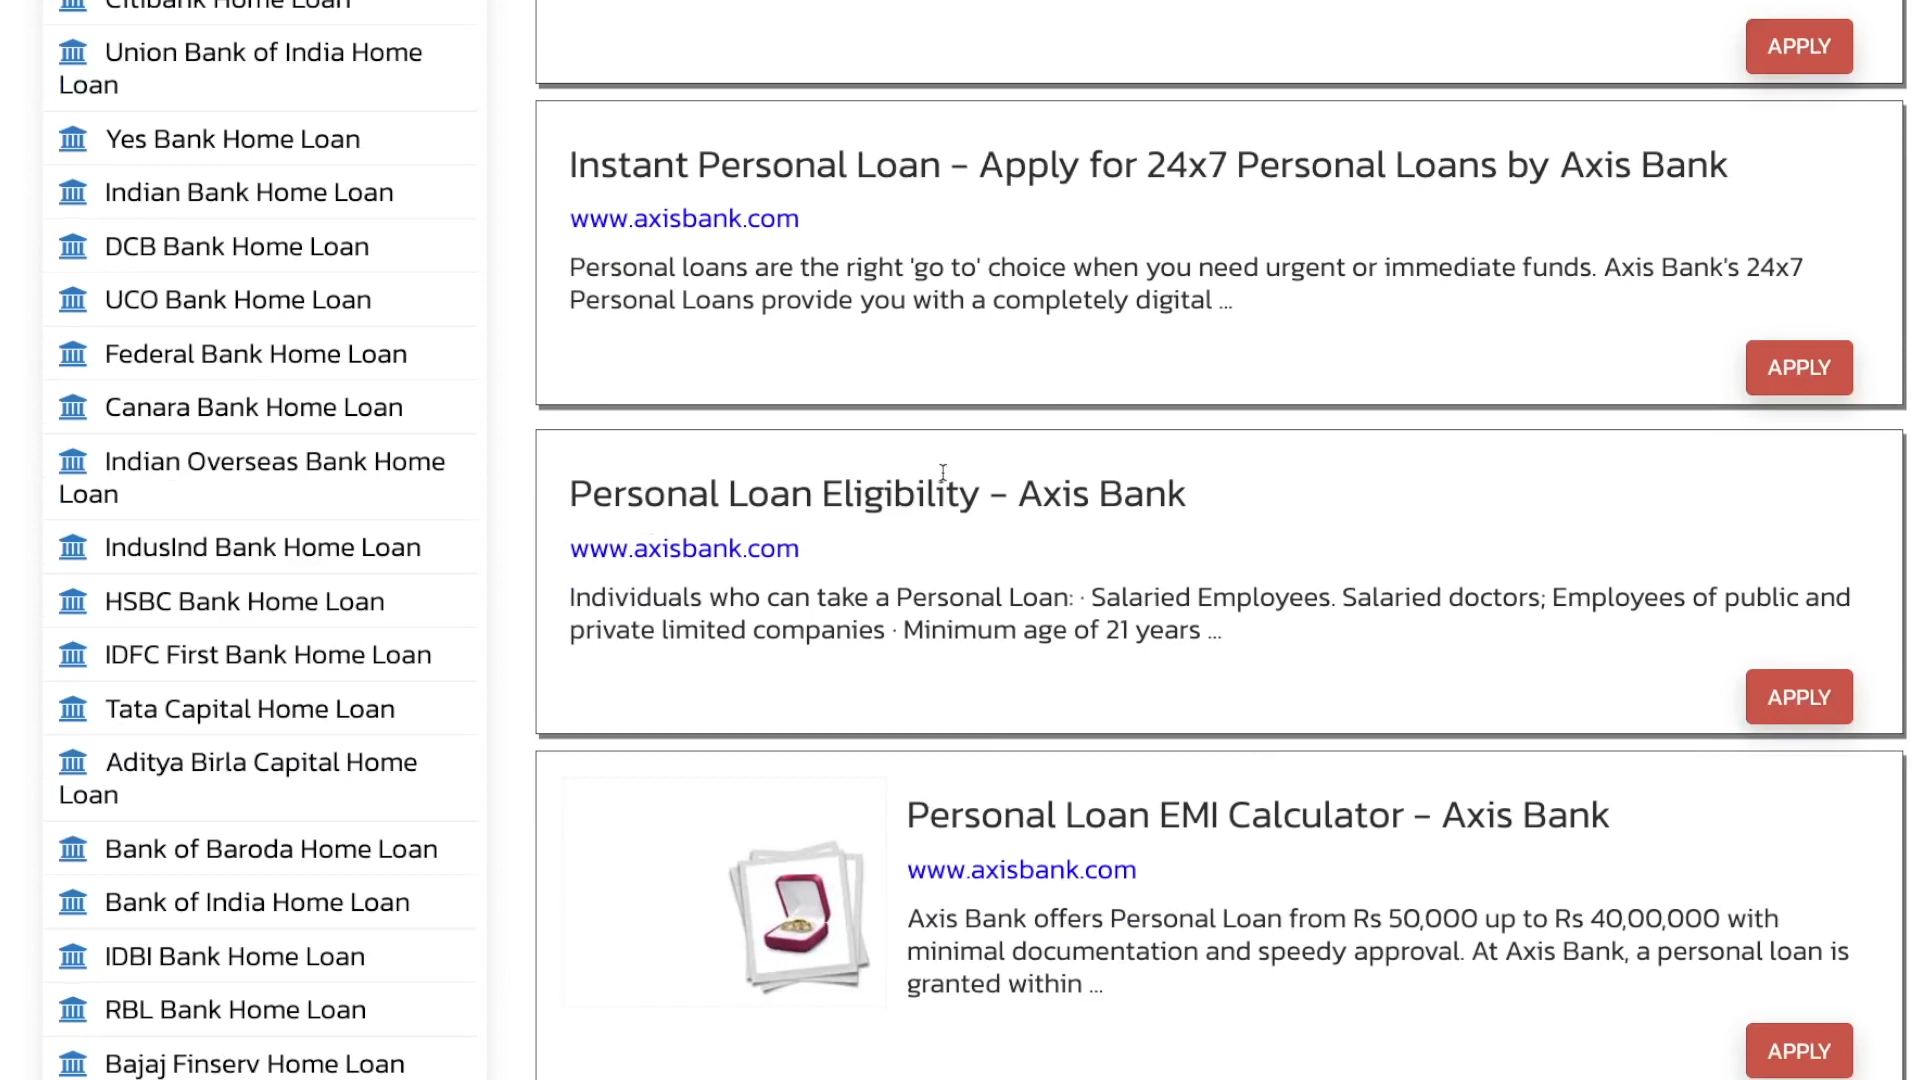 Citibank Home Loan
Union Bank of India Home
Loan
Yes Bank Home Loan
Indian Bank Home Loan
DCB Bank Home Loan
UCO Bank Home Loan
Federal Bank Home Loan
Canara Bank Home Loan
Indian Overseas Bank Home
Loan
IndusInd Bank Home Loan
HSBC Bank Home Loan
IDFC First Bank Home Loan
Tata Capital Home Loan
Aditya Birla Capital Home
Loan
Bank of Baroda Home Loan
Bank of India Home Loan
IDBI Bank Home Loan
RBL Bank Home Loan
Bajaj Finserv Home Loan
APPLY
Instant Personal Loan - Apply for 24x7 Personal Loans by Axis Bank
www.axisbank.com
Personal loans are the right 'go to' choice when you need urgent or immediate funds. Axis Bank's 24x7
Personal Loans provide you with a completely digital ...
APPLY
Personal Loan Eligibility - Axis Bank
www.axisbank.com
Individuals who can take a Personal Loan: · Salaried Employees. Salaried doctors; Employees of public and
private limited companies · Minimum age of 21 years ...
APPLY
Personal Loan EMI Calculator - Axis Bank
www.axisbank.com
Axis Bank offers Personal Loan from Rs 50,000 up to Rs 40,00,000 with
minimal documentation and speedy approval. At Axis Bank, a personal loan is
granted within ...
APPLY